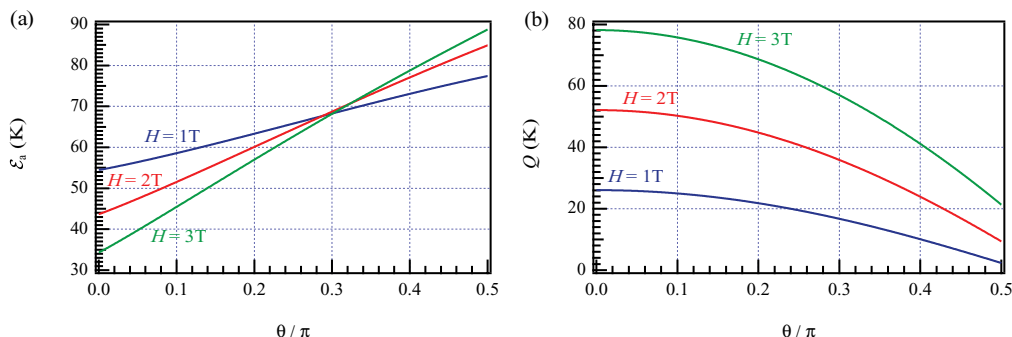 (a)
90
80
70
60
50
40
30
ℰa (K)
H = 1T
H = 2T
H = 3T
0.0 0.1 0.2 0.3 0.4 0.5
θ / π
(b)
80
60
40
20
0
Q (K)
H = 3T
H = 2T
H = 1T
0.0 0.1 0.2 0.3 0.4 0.5
θ / π